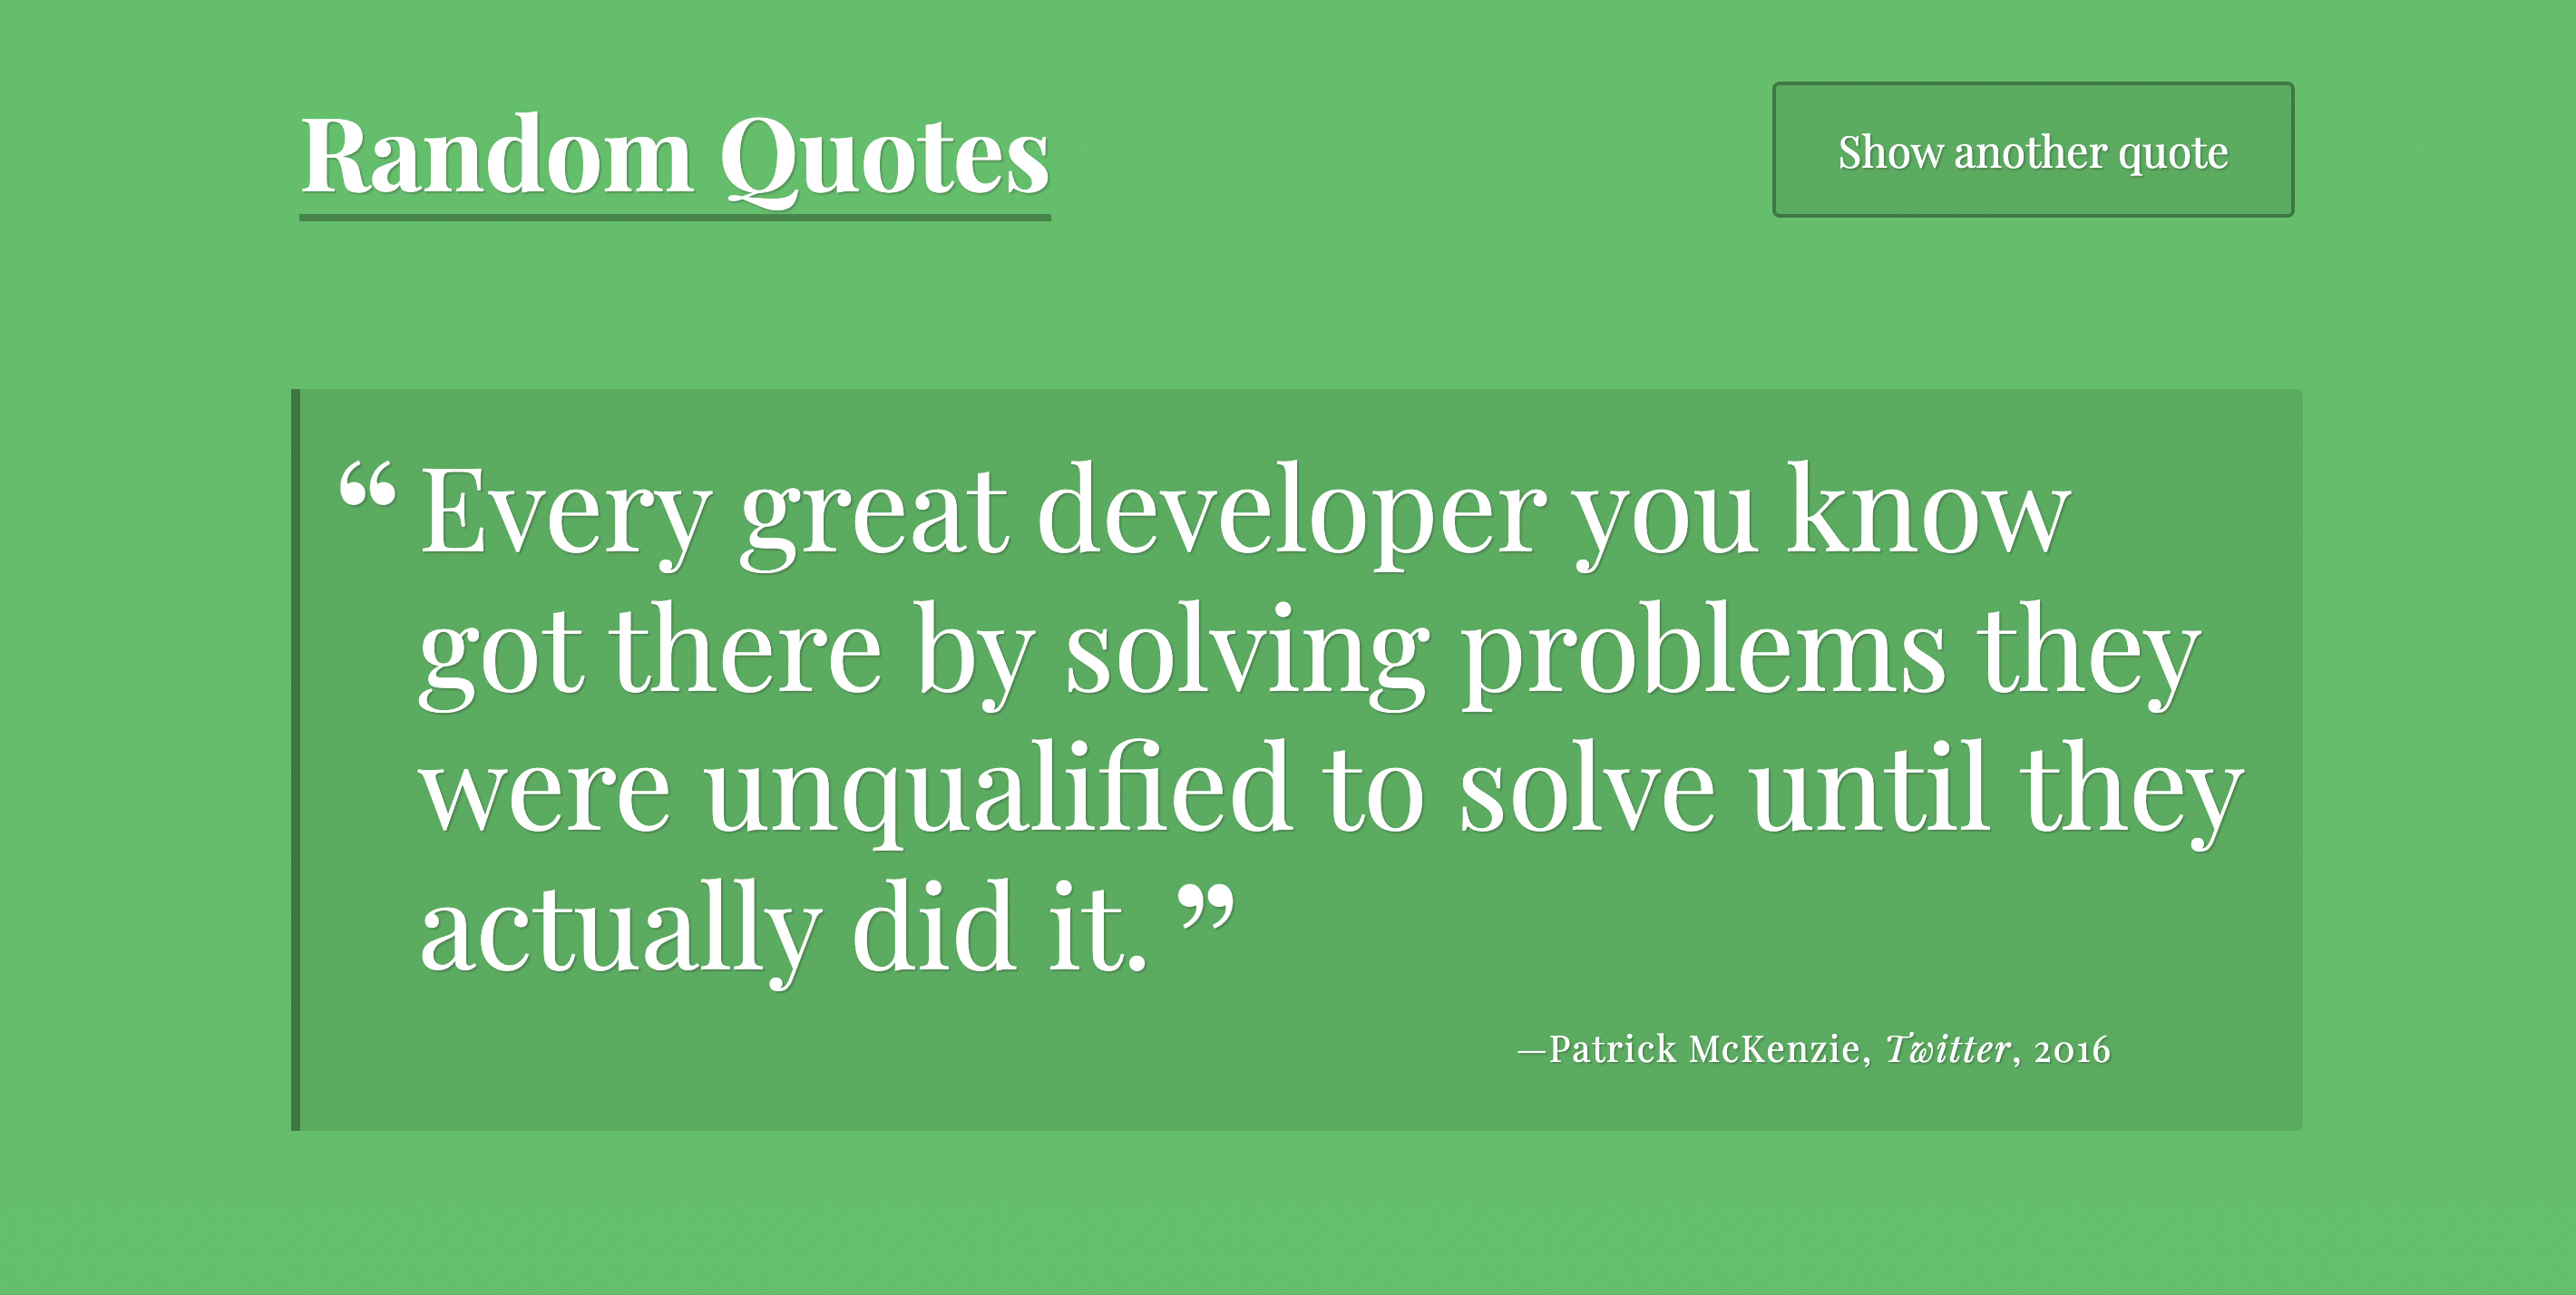 Random Quotes
Show another quote
“ Every great developer you know
got there by solving problems they
were unqualified to solve until they
actually did it. ”
—Patrick McKenzie, Twitter, 2016